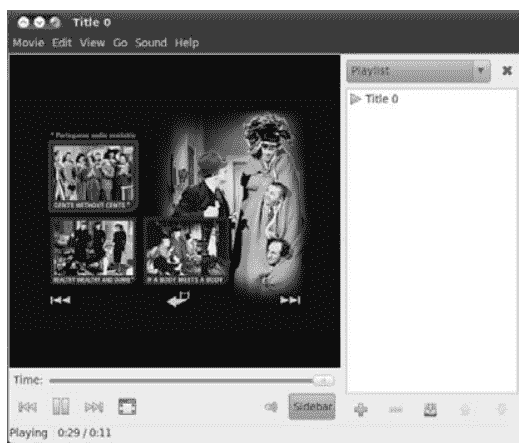 Title 0
Movie Edit View Go Sound Help
Playlist
Title 0
* Portuguese audio available
GENTS WITHOUT CENTS *
HEALTHY WEALTHY AND DUMB *
IF A BODY MEETS A BODY
Time:
Sidebar
Playing 0:29 / 0:11